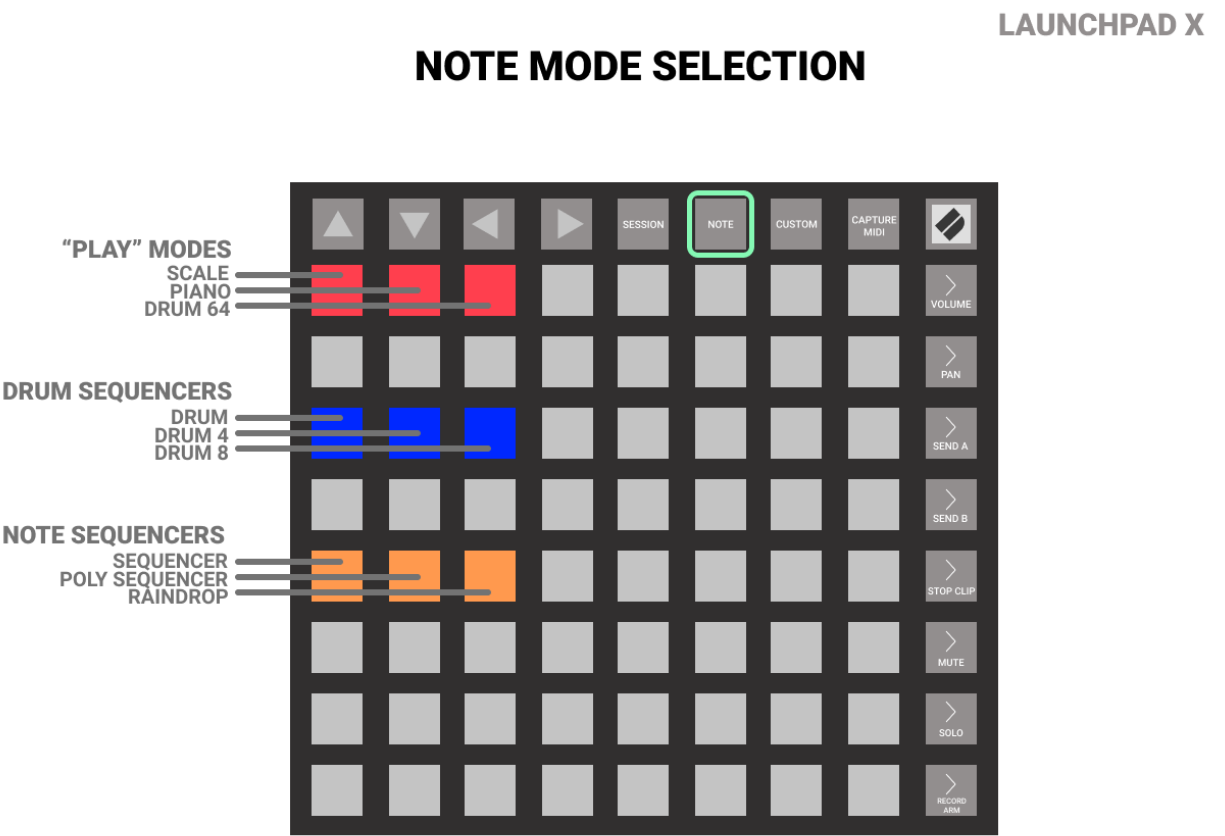 LAUNCHPAD X
NOTE MODE SELECTION
SESSION
NOTE
CUSTOM
CAPTURE
MIDI
“PLAY” MODES
SCALE
PIANO
DRUM 64
VOLUME
PAN
DRUM SEQUENCERS
DRUM
DRUM 4
DRUM 8
SEND A
SEND B
NOTE SEQUENCERS
SEQUENCER
POLY SEQUENCER
RAINDROP
STOP CLIP
MUTE
SOLO
RECORD
ARM